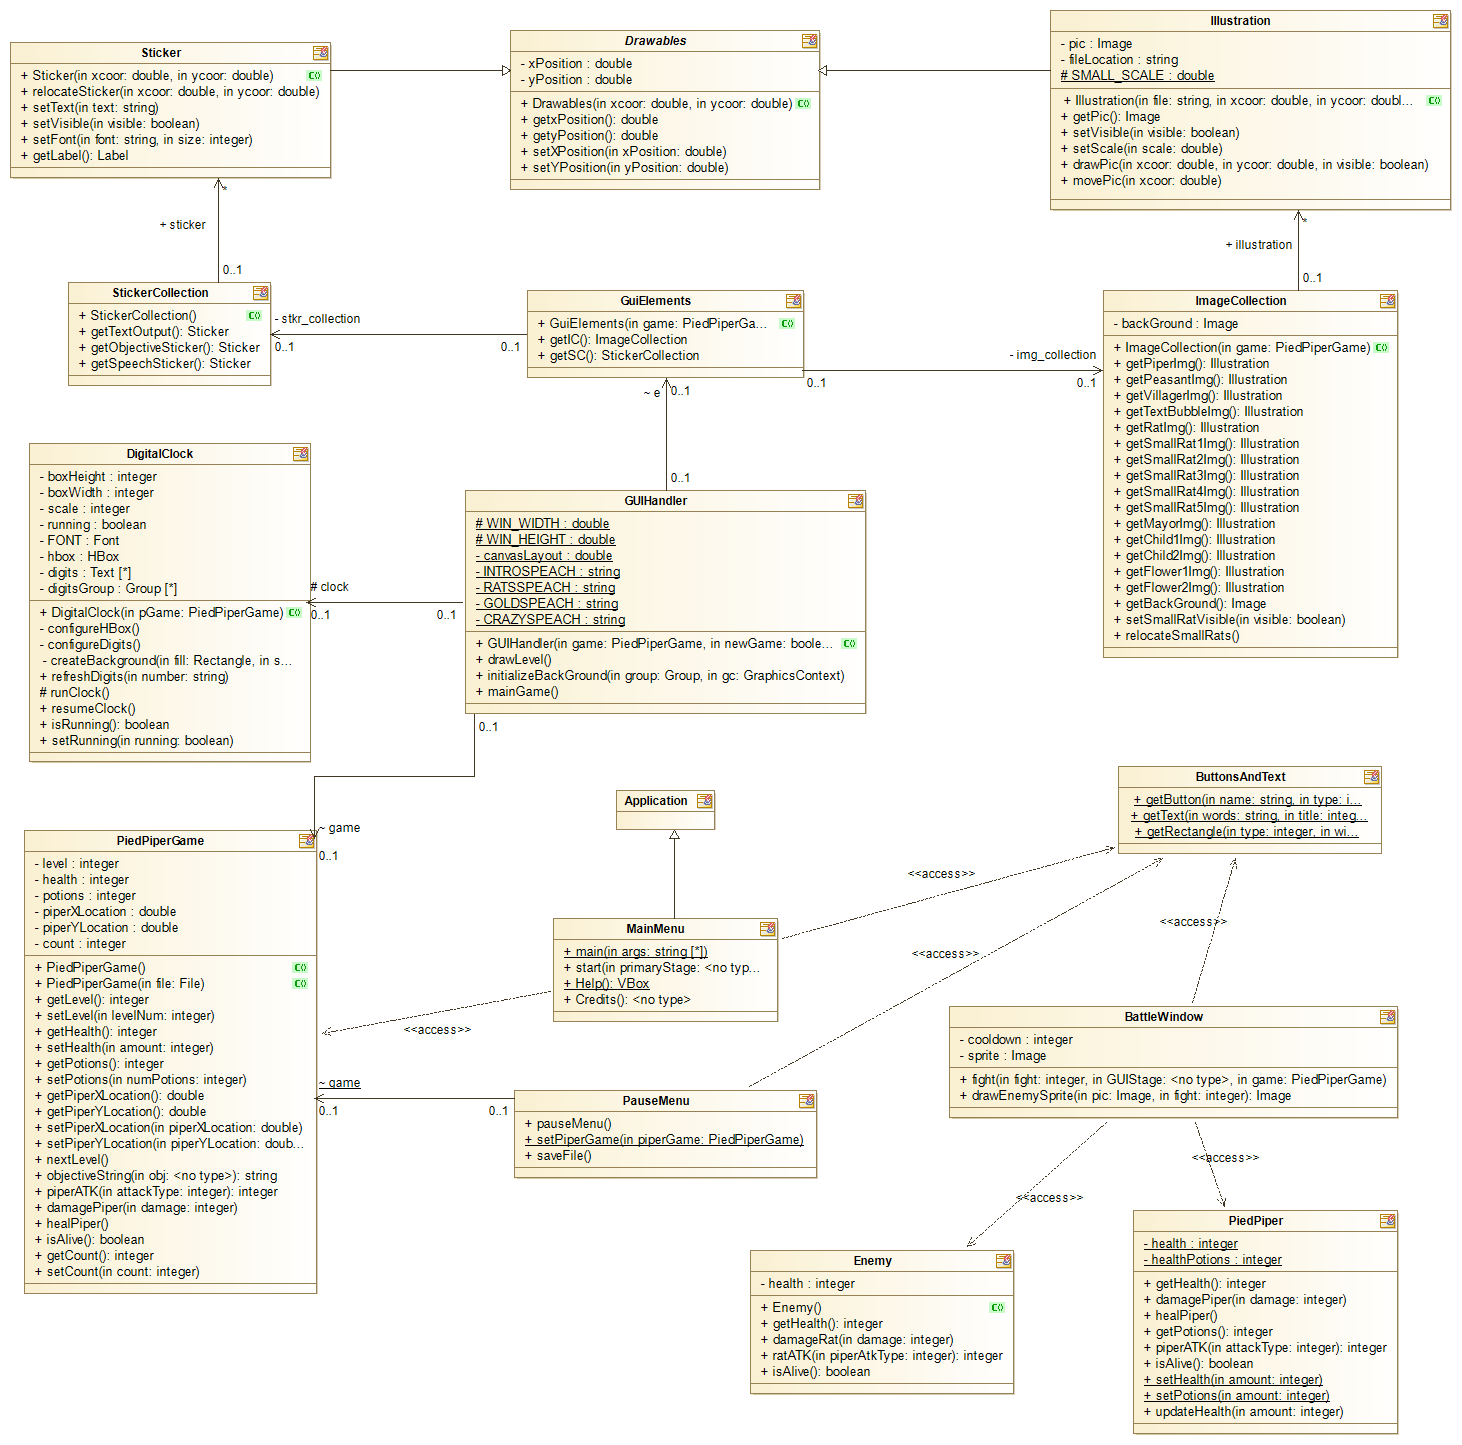 Sticker
+ Sticker(in xcoor: double, in ycoor: double)
+ relocateSticker(in xcoor: double, in ycoor: double)
+ setText(in text: string)
+ setVisible(in visible: boolean)
+ setFont(in font: string, in size: integer)
+ getLabel(): Label
Drawables
- xPosition : double
- yPosition : double
+ Drawables(in xcoor: double, in ycoor: double)
+ getxPosition(): double
+ getyPosition(): double
+ setXPosition(in xPosition: double)
+ setYPosition(in yPosition: double)
Illustration
- pic : Image
- fileLocation : string
# SMALL_SCALE : double
+ Illustration(in file: string, in xcoor: double, in ycoor: doubl...
+ getPic(): Image
+ setVisible(in visible: boolean)
+ setScale(in scale: double)
+ drawPic(in xcoor: double, in ycoor: double, in visible: boolean)
+ movePic(in xcoor: double)
*
+ sticker
0..1
*
+ illustration
0..1
StickerCollection
+ StickerCollection()
+ getTextOutput(): Sticker
+ getObjectiveSticker(): Sticker
+ getSpeechSticker(): Sticker
- stkr_collection
0..1
0..1
GuiElements
+ GuiElements(in game: PiedPiperGa...
+ getIC(): ImageCollection
+ getSC(): StickerCollection
- img_collection
0..1
0..1
~ e
0..1
0..1
ImageCollection
- backGround : Image
+ ImageCollection(in game: PiedPiperGame)
+ getPiperImg(): Illustration
+ getPeasantImg(): Illustration
+ getVillagerImg(): Illustration
+ getTextBubbleImg(): Illustration
+ getRatImg(): Illustration
+ getSmallRat1Img(): Illustration
+ getSmallRat2Img(): Illustration
+ getSmallRat3Img(): Illustration
+ getSmallRat4Img(): Illustration
+ getSmallRat5Img(): Illustration
+ getMayorImg(): Illustration
+ getChild1Img(): Illustration
+ getChild2Img(): Illustration
+ getFlower1Img(): Illustration
+ getFlower2Img(): Illustration
+ getBackGround(): Image
+ setSmallRatVisible(in visible: boolean)
+ relocateSmallRats()
DigitalClock
- boxHeight : integer
- boxWidth : integer
- scale : integer
- running : boolean
- FONT : Font
- hbox : HBox
- digits : Text [*]
- digitsGroup : Group [*]
+ DigitalClock(in pGame: PiedPiperGame)
- configureHBox()
- configureDigits()
- createBackground(in fill: Rectangle, in s...
+ refreshDigits(in number: string)
# runClock()
+ resumeClock()
+ isRunning(): boolean
+ setRunning(in running: boolean)
# clock
0..1
0..1
GUIHandler
# WIN_WIDTH : double
# WIN_HEIGHT : double
- canvasLayout : double
- INTROSPEACH : string
- RATSSPEACH : string
- GOLDSPEACH : string
- CRAZYSPEACH : string
+ GUIHandler(in game: PiedPiperGame, in newGame: boole...
+ drawLevel()
+ initializeBackGround(in group: Group, in gc: GraphicsContext)
+ mainGame()
0..1
~ game
0..1
PiedPiperGame
- level : integer
- health : integer
- potions : integer
- piperXLocation : double
- piperYLocation : double
- count : integer
+ PiedPiperGame()
+ PiedPiperGame(in file: File)
+ getLevel(): integer
+ setLevel(in levelNum: integer)
+ getHealth(): integer
+ setHealth(in amount: integer)
+ getPotions(): integer
+ setPotions(in numPotions: integer)
+ getPiperXLocation(): double
+ getPiperYLocation(): double
+ setPiperXLocation(in piperXLocation: double)
+ setPiperYLocation(in piperYLocation: doub...
+ nextLevel()
+ objectiveString(in obj: <no type>): string
+ piperATK(in attackType: integer): integer
+ damagePiper(in damage: integer)
+ healPiper()
+ isAlive(): boolean
+ getCount(): integer
+ setCount(in count: integer)
Application
MainMenu
+ main(in args: string [*])
+ start(in primaryStage: <no typ...
+ Help(): VBox
+ Credits(): <no type>
<<access>>
<<access>>
<<access>>
<<access>>
ButtonsAndText
+ getButton(in name: string, in type: i...
+ getText(in words: string, in title: integ...
+ getRectangle(in type: integer, in wi...
~ game
0..1
0..1
PauseMenu
+ pauseMenu()
+ setPiperGame(in piperGame: PiedPiperGame)
+ saveFile()
BattleWindow
- cooldown : integer
- sprite : Image
+ fight(in fight: integer, in GUIStage: <no type>, in game: PiedPiperGame)
+ drawEnemySprite(in pic: Image, in fight: integer): Image
<<access>>
<<access>>
Enemy
- health : integer
+ Enemy()
+ getHealth(): integer
+ damageRat(in damage: integer)
+ ratATK(in piperAtkType: integer): integer
+ isAlive(): boolean
PiedPiper
- health : integer
- healthPotions : integer
+ getHealth(): integer
+ damagePiper(in damage: integer)
+ healPiper()
+ getPotions(): integer
+ piperATK(in attackType: integer): integer
+ isAlive(): boolean
+ setHealth(in amount: integer)
+ setPotions(in amount: integer)
+ updateHealth(in amount: integer)